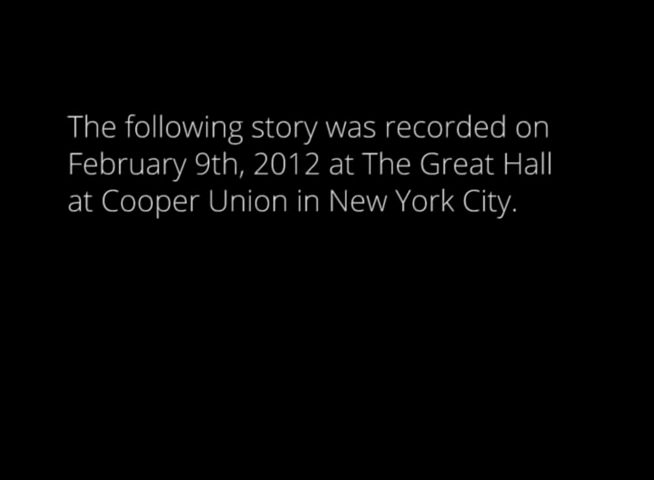 The following story was recorded on
February 9th, 2012 at The Great Hall
at Cooper Union in New York City.